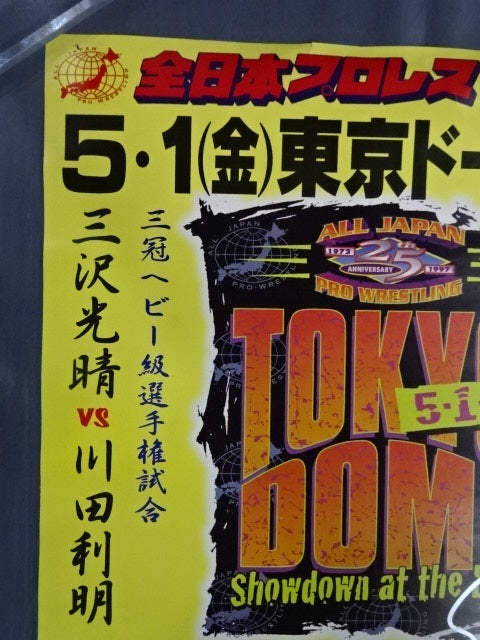 全日本プロレス
5・1(金)東京ドー
三冠ヘビー級選手権試合
三沢光晴 vs 川田利明
ALL JAPAN
1972 25th 1997
ANNIVERSARY
PRO WRESTLING
TOKY
5・1
DOM
Showdown at the
ALL JAPAN
PRO-WRESTLING